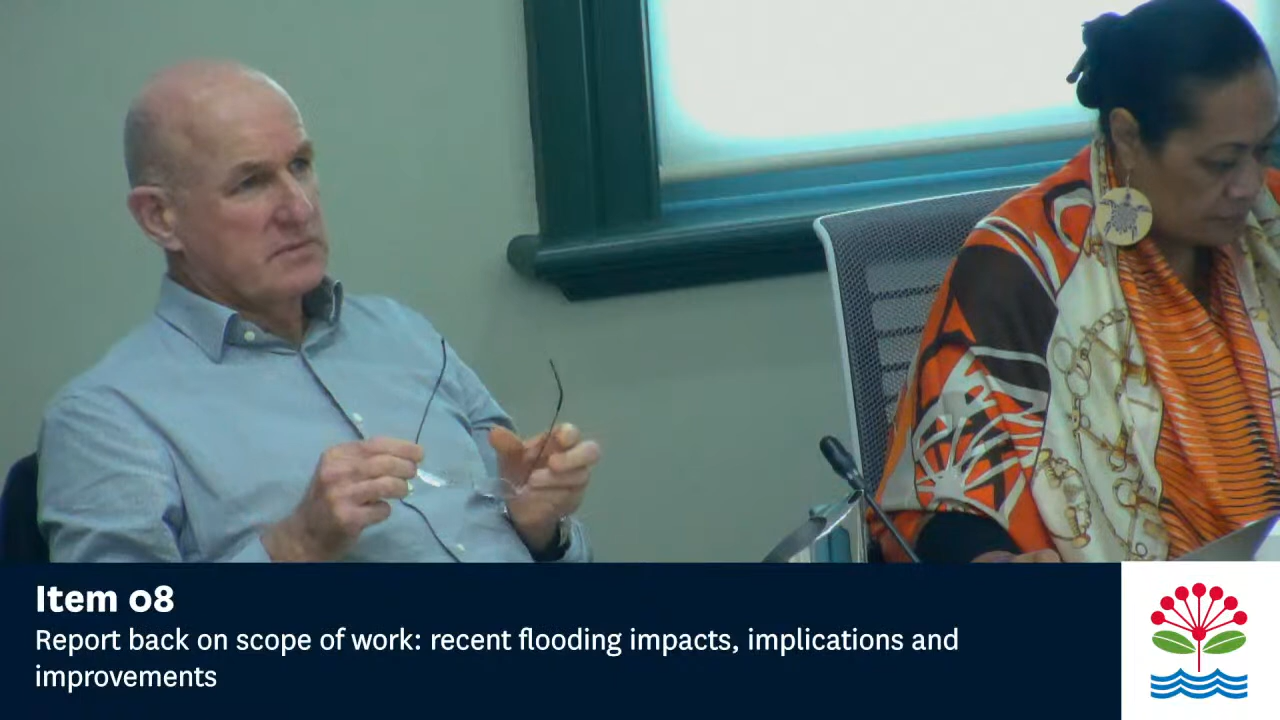 Item 08
Report back on scope of work: recent flooding impacts, implications and
improvements